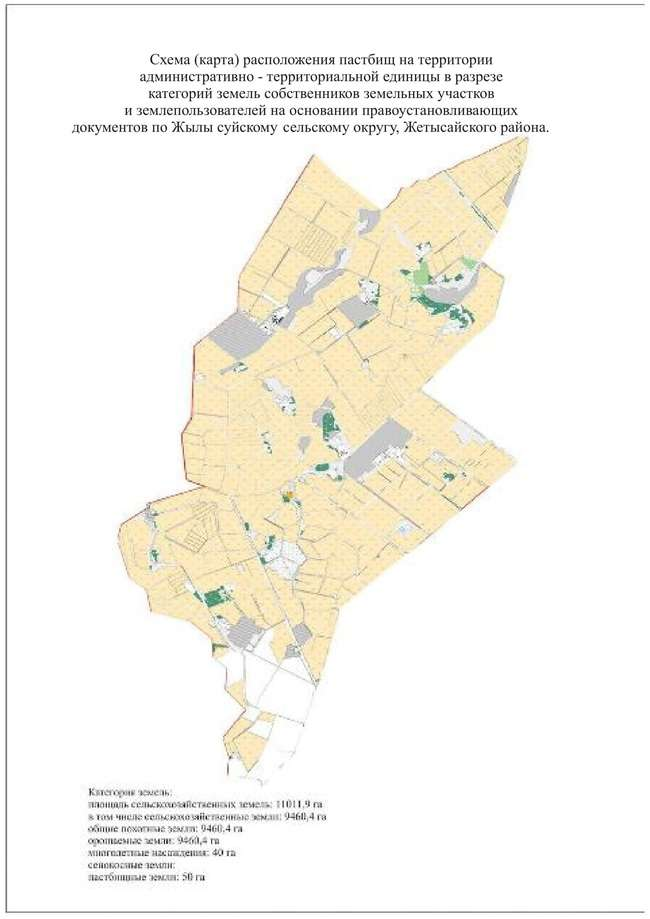 Схема (карта) расположения пастбищ на территории
административно - территориальной единицы в разрезе
категорий земель собственников земельных участков
и землепользователей на основании правоустановливающих
документов по Жылы суйскому сельскому округу, Жетысайского района.
Категория земель:
площадь сельскохозяйственных земель: 11011,9 га
в том числе сельскохозяйственные земли: 9460,4 га
общие похотные земли: 9460,4 га
орошаемые земли: 9460,4 га
многолетные насаждения: 40 га
сенокосные земли:
пастбищные земли: 50 га